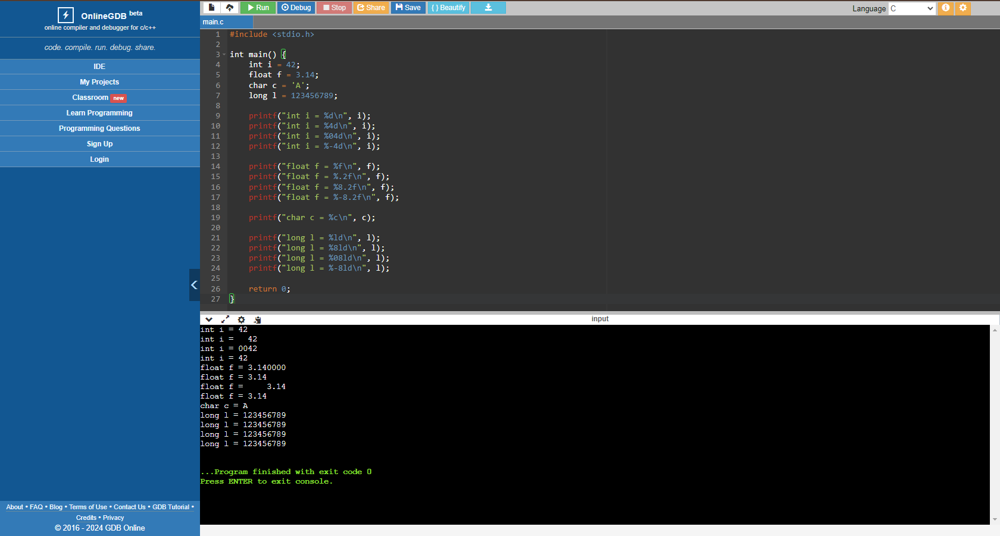 OnlineGDB beta
online compiler and debugger for c/c++
code. compile. run. debug. share.
IDE
My Projects
Classroom new
Learn Programming
Programming Questions
Sign Up
Login
About • FAQ • Blog • Terms of Use • Contact Us • GDB Tutorial •
Credits • Privacy
© 2016 - 2024 GDB Online
Run Debug Stop Share Save { } Beautify
Language C
main.c
1 #include <stdio.h>
2
3 int main() {
4     int i = 42;
5     float f = 3.14;
6     char c = 'A';
7     long l = 123456789;
8
9     printf("int i = %d\n", i);
10     printf("int i = %4d\n", i);
11     printf("int i = %04d\n", i);
12     printf("int i = %-4d\n", i);
13
14     printf("float f = %f\n", f);
15     printf("float f = %.2f\n", f);
16     printf("float f = %8.2f\n", f);
17     printf("float f = %-8.2f\n", f);
18
19     printf("char c = %c\n", c);
20
21     printf("long l = %ld\n", l);
22     printf("long l = %8ld\n", l);
23     printf("long l = %08ld\n", l);
24     printf("long l = %-8ld\n", l);
25
26     return 0;
27 }
input
int i = 42
int i =   42
int i = 0042
int i = 42
float f = 3.140000
float f = 3.14
float f =     3.14
float f = 3.14
char c = A
long l = 123456789
long l = 123456789
long l = 123456789
long l = 123456789
...Program finished with exit code 0
Press ENTER to exit console.